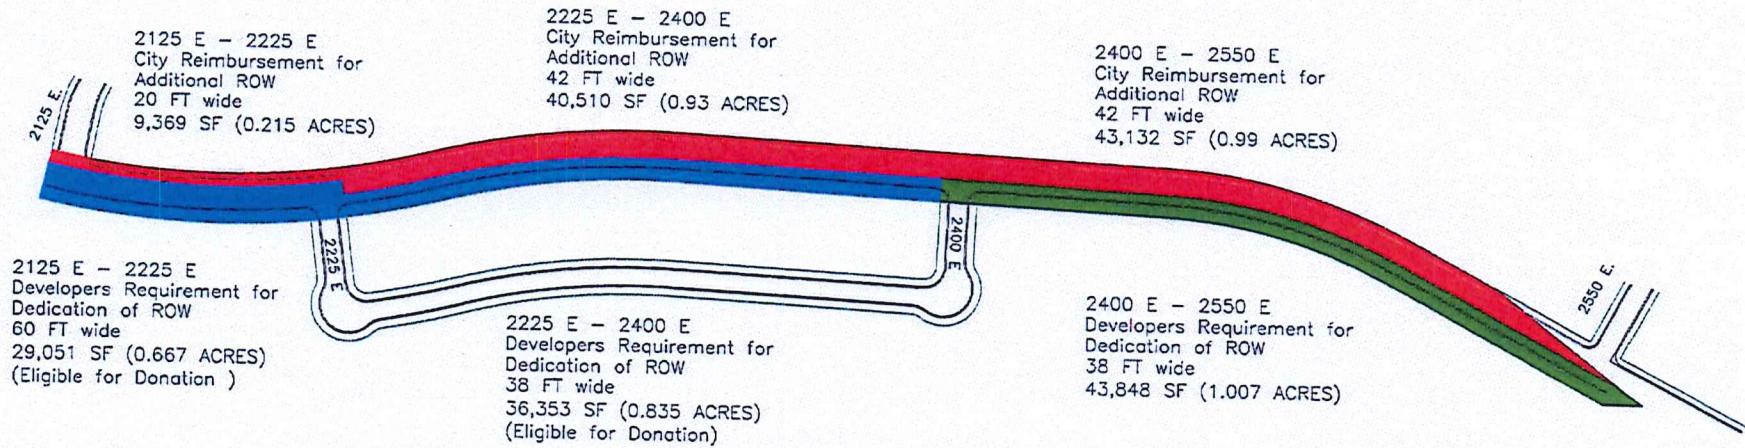 2125 E – 2225 E
City Reimbursement for
Additional ROW
20 FT wide
9,369 SF (0.215 ACRES)
2225 E – 2400 E
City Reimbursement for
Additional ROW
42 FT wide
40,510 SF (0.93 ACRES)
2400 E – 2550 E
City Reimbursement for
Additional ROW
42 FT wide
43,132 SF (0.99 ACRES)
2125 E.
2225 E
2400 E
2550 E.
2125 E – 2225 E
Developers Requirement for
Dedication of ROW
60 FT wide
29,051 SF (0.667 ACRES)
(Eligible for Donation )
2225 E – 2400 E
Developers Requirement for
Dedication of ROW
38 FT wide
36,353 SF (0.835 ACRES)
(Eligible for Donation)
2400 E – 2550 E
Developers Requirement for
Dedication of ROW
38 FT wide
43,848 SF (1.007 ACRES)